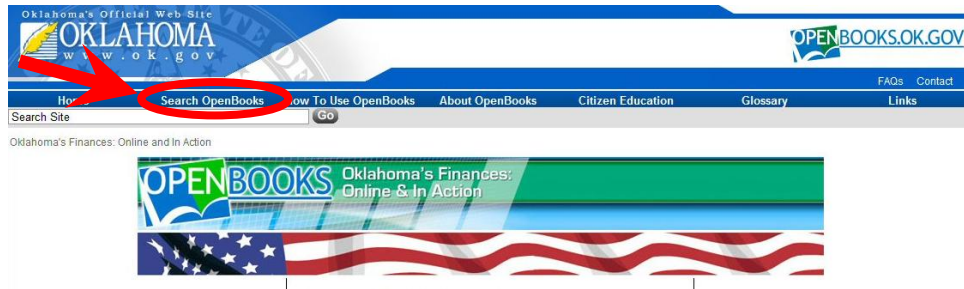 Oklahoma's Official Web Site
OKLAHOMA
www.ok.gov
OPENBOOKS.OK.GOV
FAQs Contact
Home Search OpenBooks How To Use OpenBooks About OpenBooks Citizen Education Glossary Links
Search Site Go
Oklahoma's Finances: Online and In Action
OPENBOOKS Oklahoma's Finances:
Online & In Action